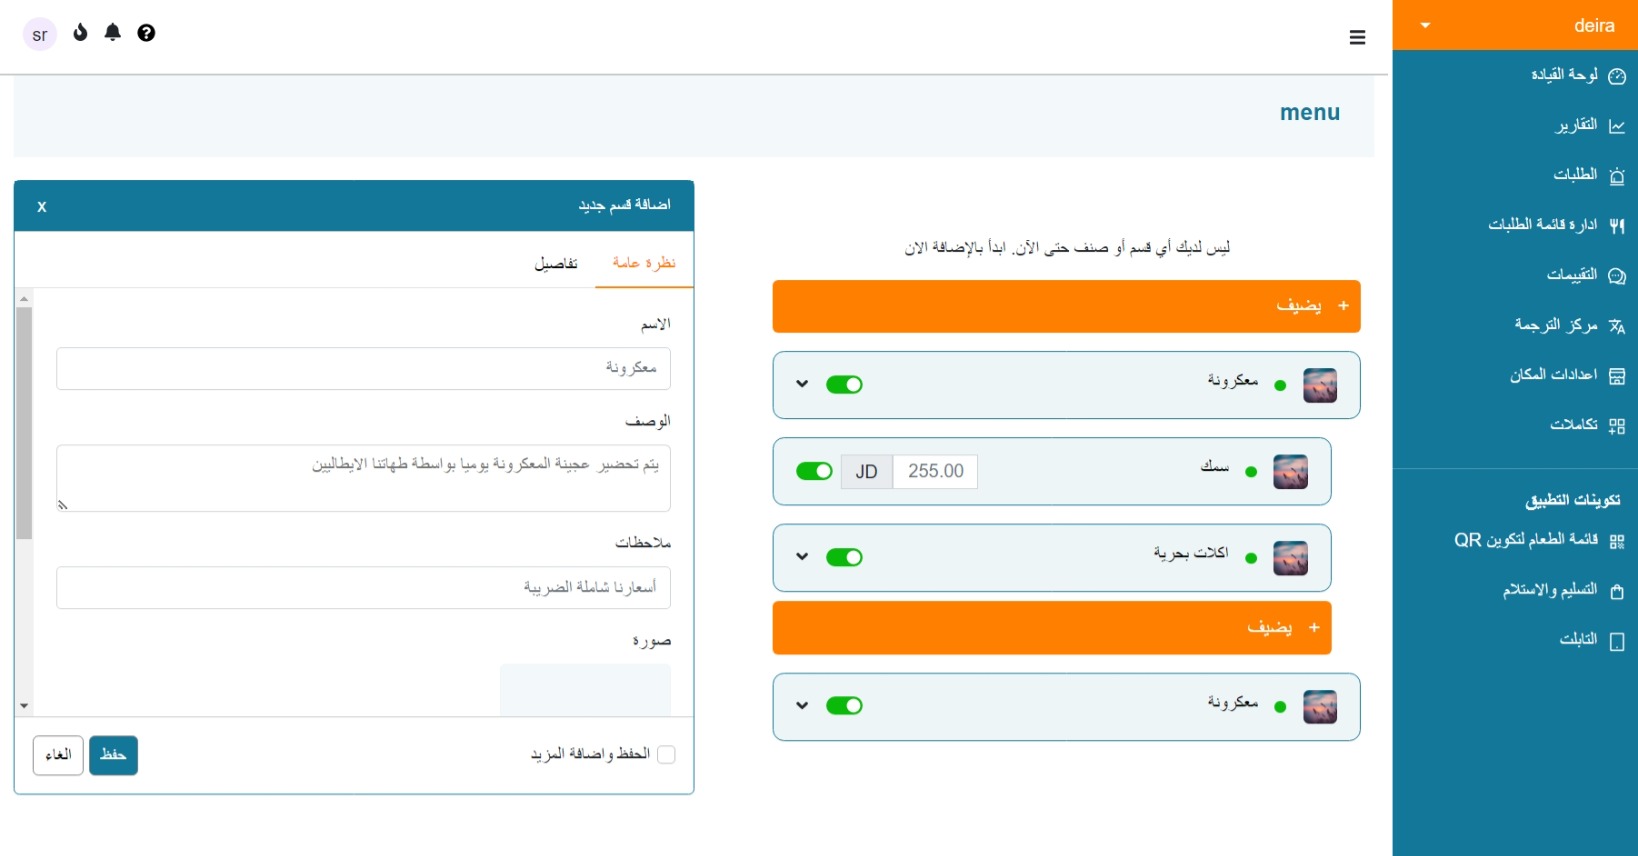 deira
sr
لوحة القيادة
التقارير
الطلبات
ادارة قائمة الطلبات
التقييمات
مركز الترجمة
اعدادات المكان
تكاملات
تكوينات التطبيق
قائمة الطعام لتكوين QR
التسليم والاستلام
التابلت
menu
ليس لديك أي قسم أو صنف حتى الآن. ابدأ بالإضافة الان
+ يضيف
معكرونة
سمك
255.00 JD
اكلات بحرية
+ يضيف
معكرونة
اضافة قسم جديد
x
نظرة عامة
تفاصيل
الاسم
معكرونة
الوصف
يتم تحضير عجينة المعكرونة يوميا بواسطة طهاتنا الايطاليين
ملاحظات
أسعارنا شاملة الضريبة
صورة
الحفظ واضافة المزيد
حفظ
الغاء